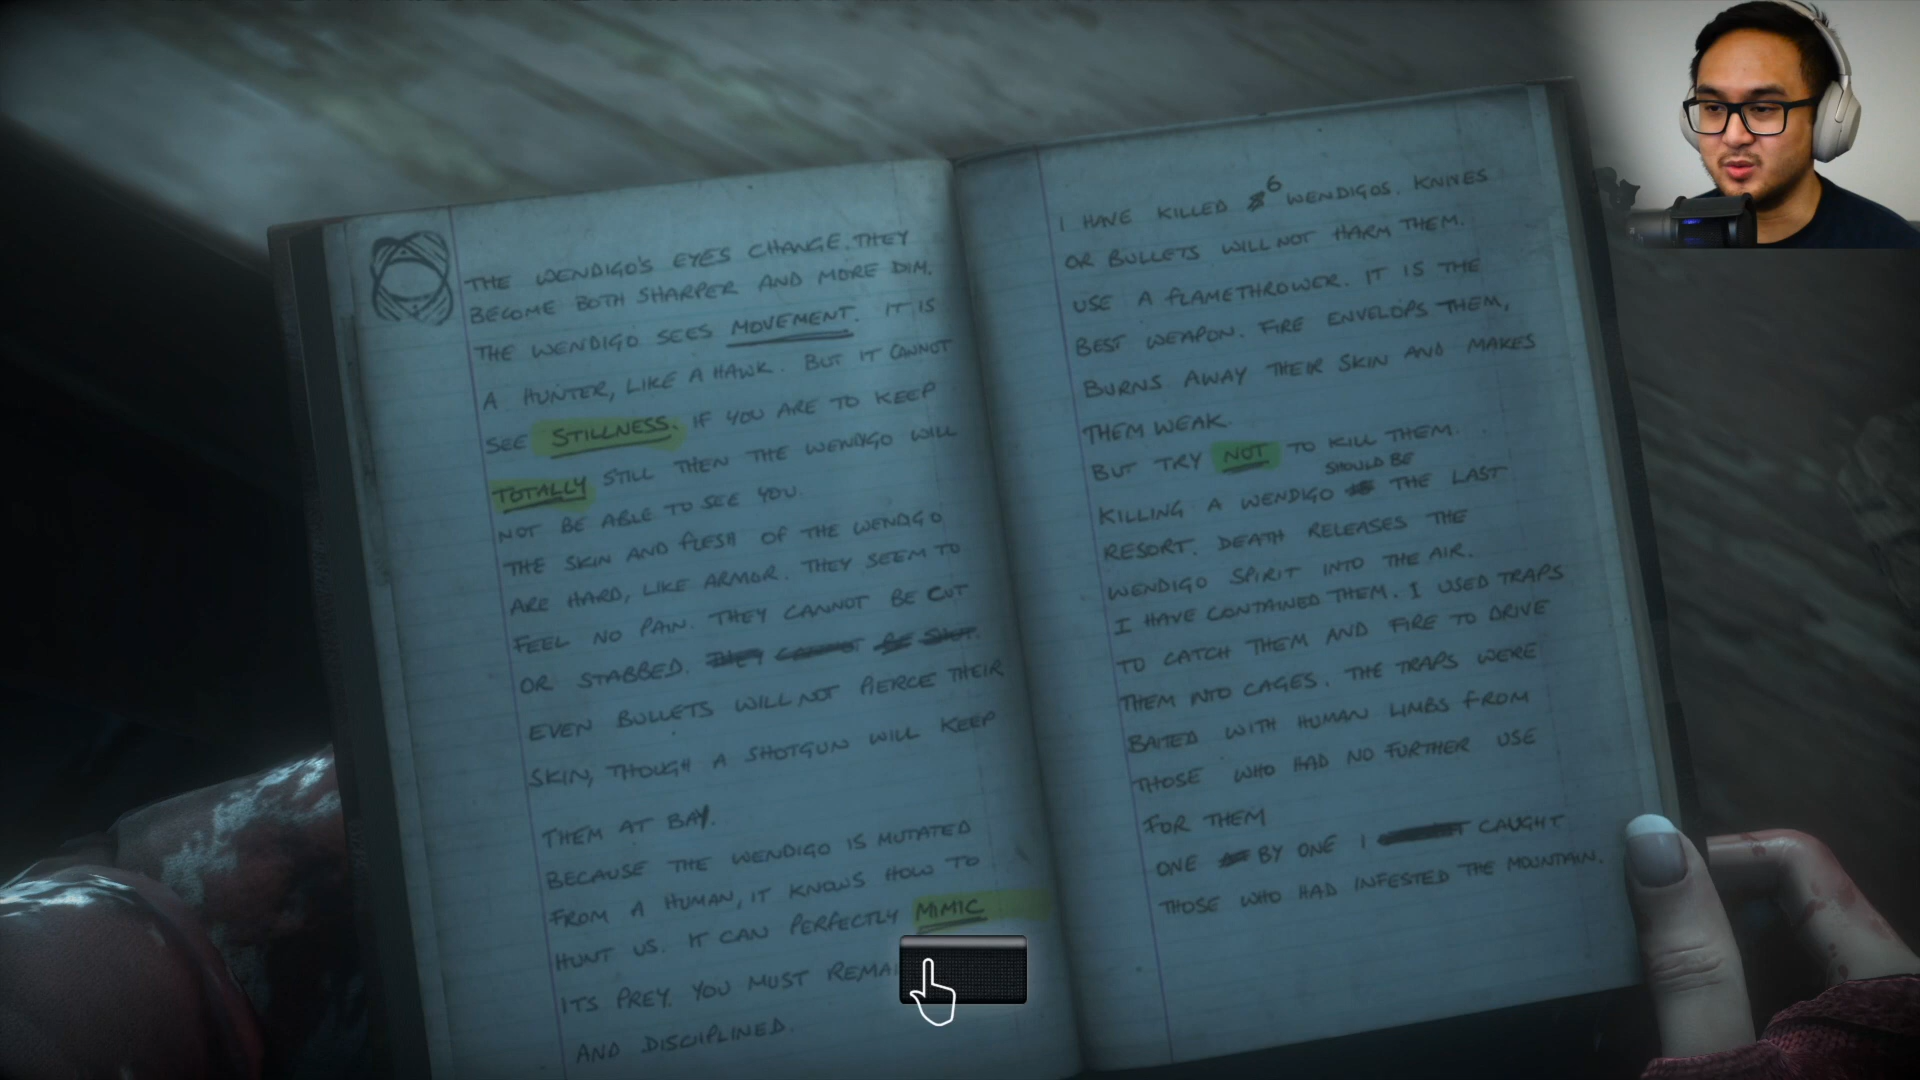 THE WENDIGO'S EYES CHANGE. THEY
BECOME BOTH SHARPER AND MORE DIM.
THE WENDIGO SEES MOVEMENT. IT IS
A HUNTER, LIKE A HAWK. BUT IT CANNOT
SEE STILLNESS. IF YOU ARE TO KEEP
TOTALLY STILL THEN THE WENDIGO WILL
NOT BE ABLE TO SEE YOU.
THE SKIN AND FLESH OF THE WENDIGO
ARE HARD, LIKE ARMOR. THEY SEEM TO
FEEL NO PAIN. THEY CANNOT BE CUT
OR STABBED. THEY CANNOT BE SHOT.
EVEN BULLETS WILL NOT PIERCE THEIR
SKIN, THOUGH A SHOTGUN WILL KEEP
THEM AT BAY.
BECAUSE THE WENDIGO IS MUTATED
FROM A HUMAN, IT KNOWS HOW TO
HUNT US. IT CAN PERFECTLY MIMIC
ITS PREY. YOU MUST REMAI
AND DISCIPLINED.
I HAVE KILLED 6 WENDIGOS. KNIVES
OR BULLETS WILL NOT HARM THEM.
USE A FLAMETHROWER. IT IS THE
BEST WEAPON. FIRE ENVELOPS THEM,
BURNS AWAY THEIR SKIN AND MAKES
THEM WEAK.
BUT TRY NOT TO KILL THEM.
KILLING A WENDIGO SHOULD BE THE LAST
RESORT. DEATH RELEASES THE
WENDIGO SPIRIT INTO THE AIR.
I HAVE CONTAINED THEM. I USED TRAPS
TO CATCH THEM AND FIRE TO DRIVE
THEM INTO CAGES. THE TRAPS WERE
BAITED WITH HUMAN LIMBS FROM
THOSE WHO HAD NO FURTHER USE
FOR THEM
ONE BY ONE I CAUGHT
THOSE WHO HAD INFESTED THE MOUNTAIN.